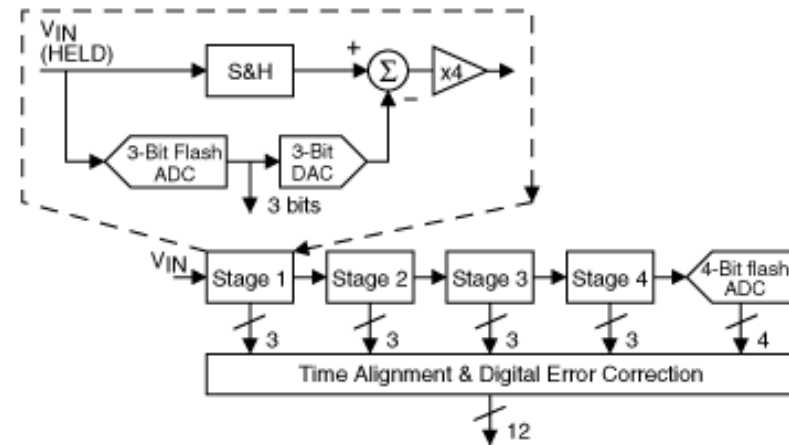 VIN
(HELD)
S&H
+
Σ
−
x4
3-Bit Flash
ADC
3-Bit
DAC
3 bits
VIN
Stage 1
Stage 2
Stage 3
Stage 4
4-Bit flash
ADC
3
3
3
3
4
Time Alignment & Digital Error Correction
12